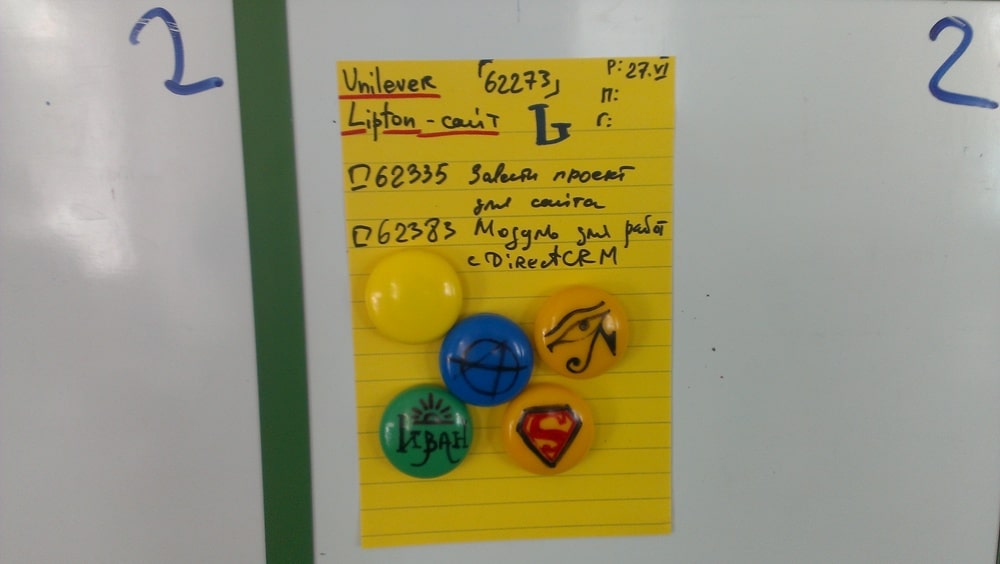 2
2
Unilever 「62273」 Р: 27.VI
Lipton - сайт L П:
Г:
62335 Завести проект
для сайта
62383 Модуль для работ
с DirectCRM
ИВАН
S